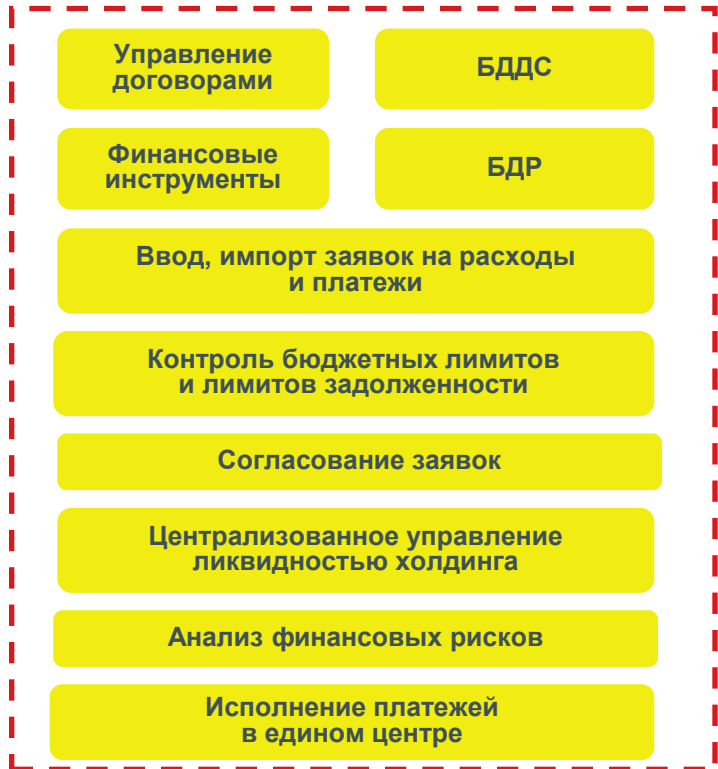 Управление
договорами
БДДС
Финансовые
инструменты
БДР
Ввод, импорт заявок на расходы
и платежи
Контроль бюджетных лимитов
и лимитов задолженности
Согласование заявок
Централизованное управление
ликвидностью холдинга
Анализ финансовых рисков
Исполнение платежей
в едином центре